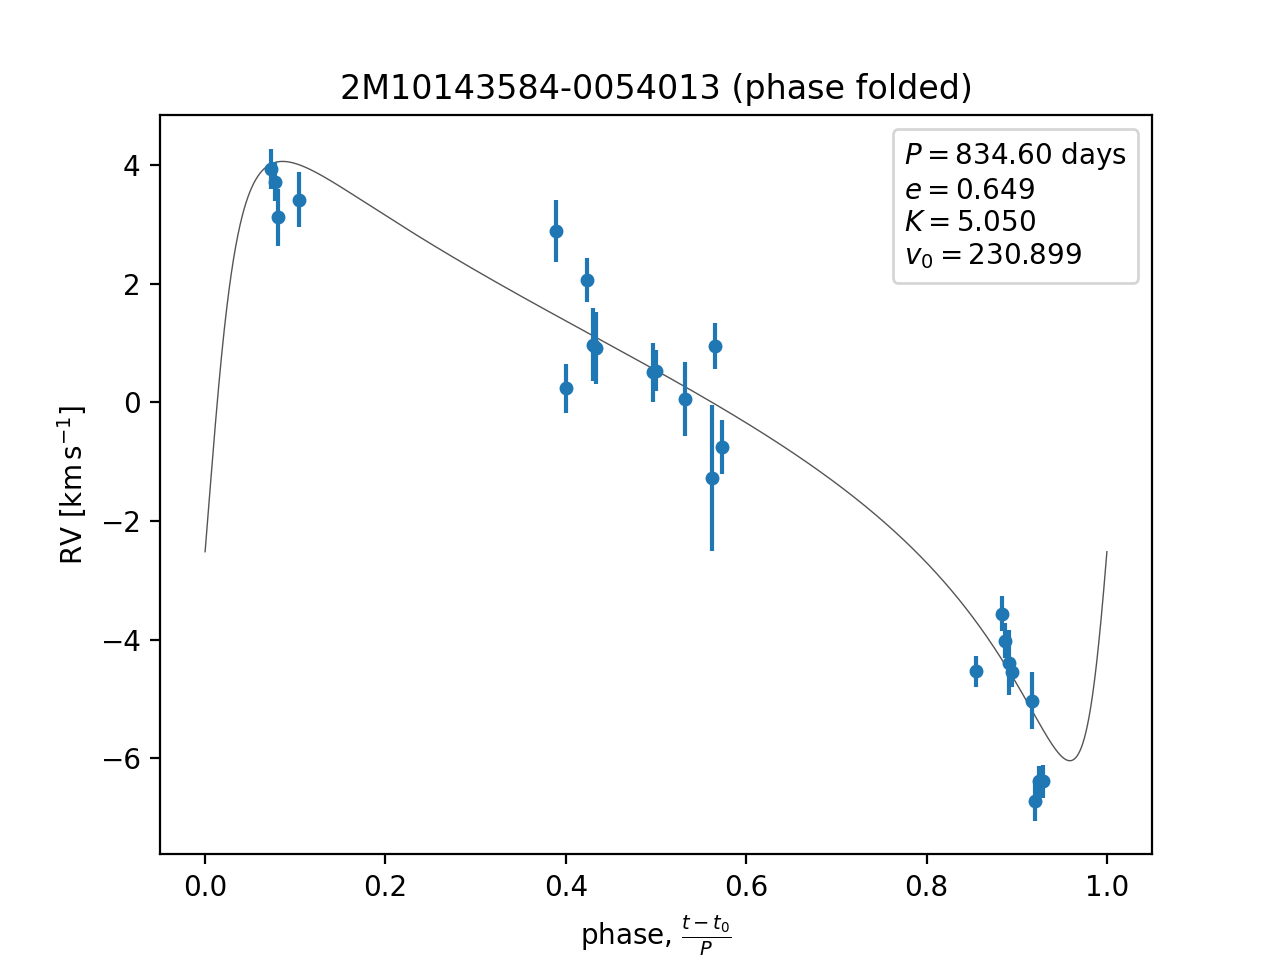 2M10143584-0054013 (phase folded)
P = 834.60 days
e = 0.649
K = 5.050
v₀ = 230.899
4
2
0
−2
−4
−6
RV [km s⁻¹]
0.0 0.2 0.4 0.6 0.8 1.0
phase, (t − t₀)/P